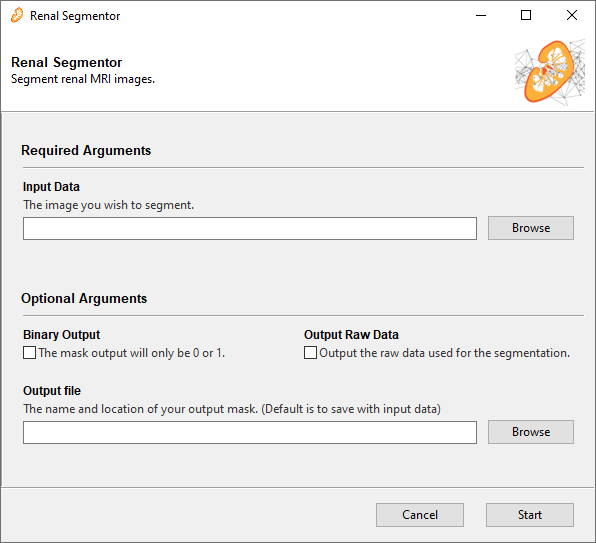 Renal Segmentor
Renal Segmentor
Segment renal MRI images.
Required Arguments
Input Data
The image you wish to segment.
Browse
Optional Arguments
Binary Output
The mask output will only be 0 or 1.
Output Raw Data
Output the raw data used for the segmentation.
Output file
The name and location of your output mask. (Default is to save with input data)
Browse
Cancel
Start